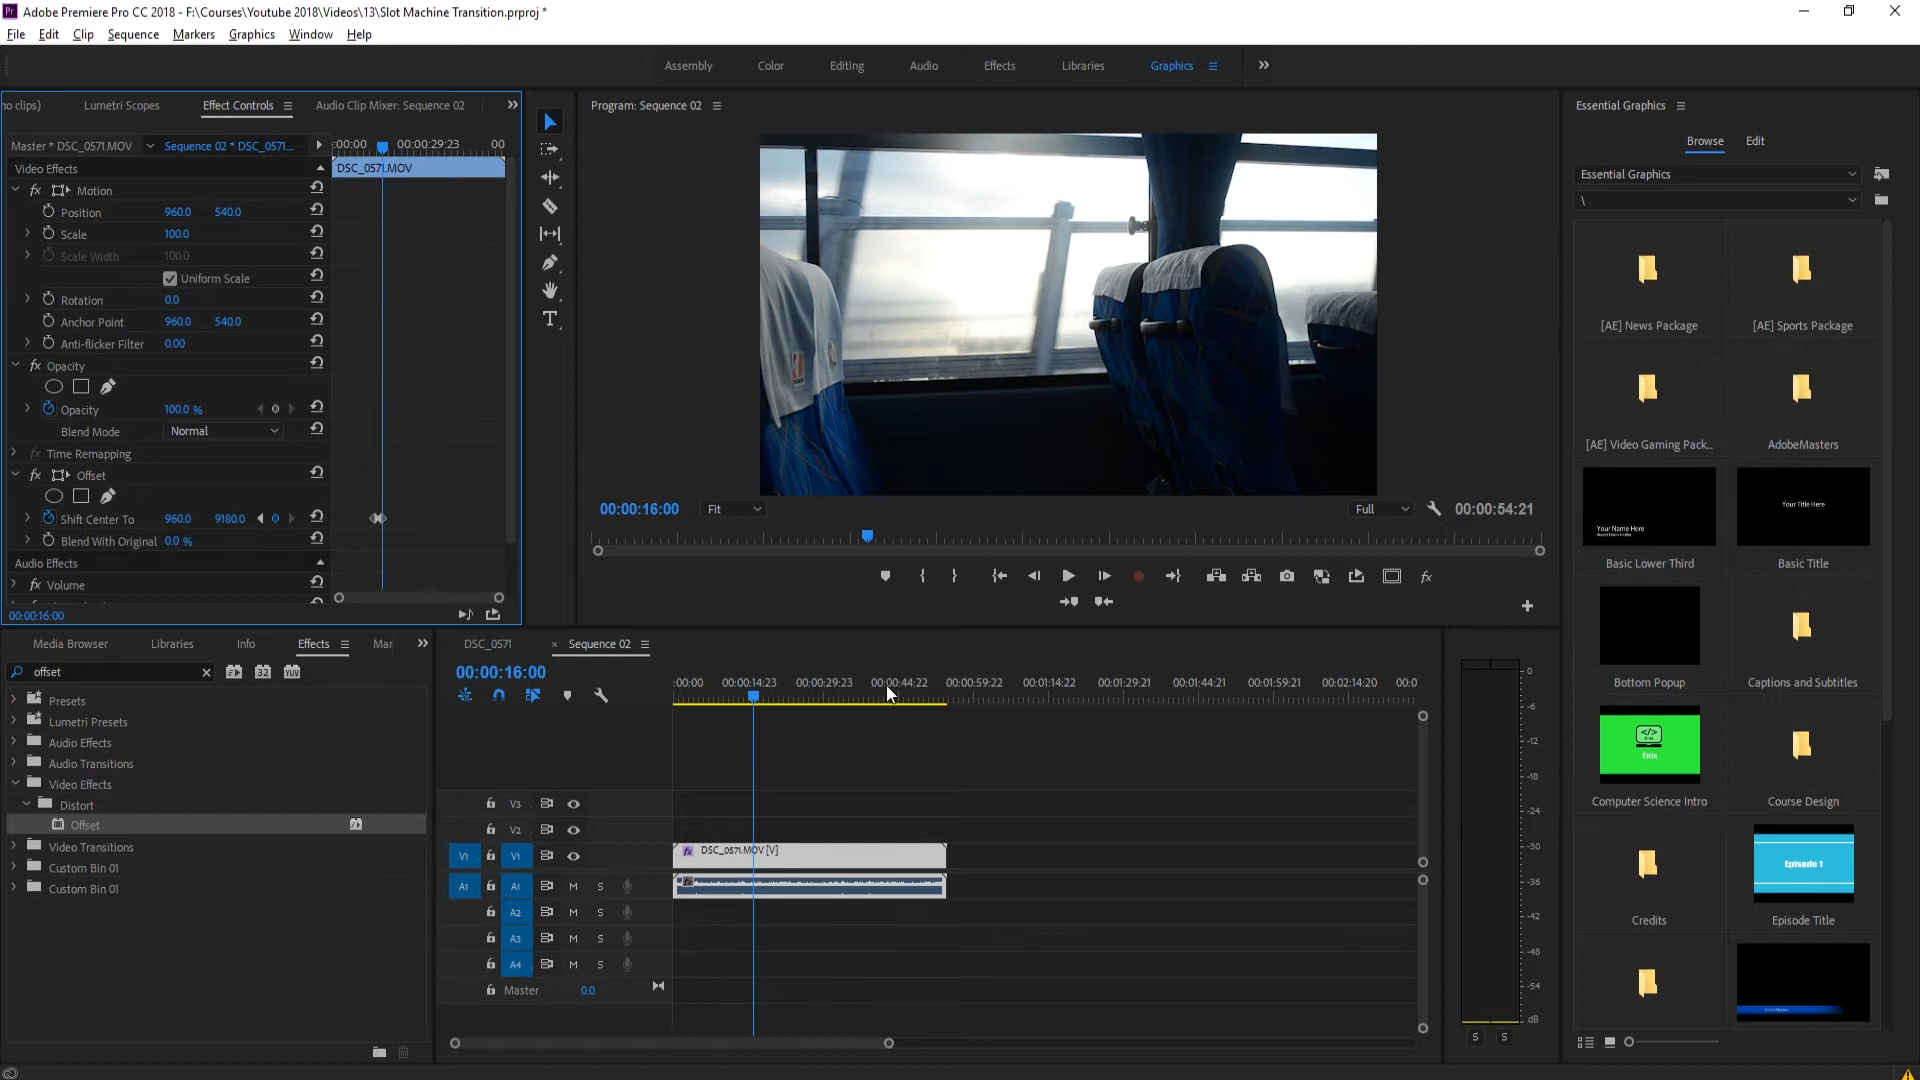 Adobe Premiere Pro CC 2018 - F:\Courses\Youtube 2018\Videos\13\Slot Machine Transition.prproj *
File Edit Clip Sequence Markers Graphics Window Help
Assembly Color Editing Audio Effects Libraries Graphics
no clips) Lumetri Scopes Effect Controls Audio Clip Mixer: Sequence 02
Program: Sequence 02
Essential Graphics
Browse Edit
Master * DSC_0571.MOV Sequence 02 * DSC_0571... :00:00 00:00:29:23 00
Video Effects DSC_0571.MOV
Essential Graphics
\
fx Motion
Position 960.0 540.0
Scale 100.0
Scale Width 100.0
Uniform Scale
Rotation 0.0
Anchor Point 960.0 540.0
Anti-flicker Filter 0.00
fx Opacity
Opacity 100.0 %
Blend Mode Normal
fx Time Remapping
fx Offset
Shift Center To 960.0 9180.0
Blend With Original 0.0 %
Audio Effects
fx Volume
00:00:16:00
00:00:16:00 Fit Full 00:00:54:21
fx
[AE] News Package [AE] Sports Package
[AE] Video Gaming Pack... AdobeMasters
Your Name Here
Your Title Here
Basic Lower Third Basic Title
Bottom Popup Captions and Subtitles
Title
Computer Science Intro Course Design
Episode 1
Credits Episode Title
Media Browser Libraries Info Effects Mar
offset
32 YUV
Presets
Lumetri Presets
Audio Effects
Audio Transitions
Video Effects
Distort
Offset
Video Transitions
Custom Bin 01
Custom Bin 01
DSC_0571 × Sequence 02
00:00:16:00
:00:00 00:00:14:23 00:00:29:23 00:00:44:22 00:00:59:22 00:01:14:22 00:01:29:21 00:01:44:21 00:01:59:21 00:02:14:20 00:0
V3
V2
V1 V1 fx DSC_0571.MOV [V]
A1 A1 M S
A2 M S
A3 M S
A4 M S
Master 0.0
0
-6
-12
-18
-24
-30
-36
-42
-48
-54
dB
S S